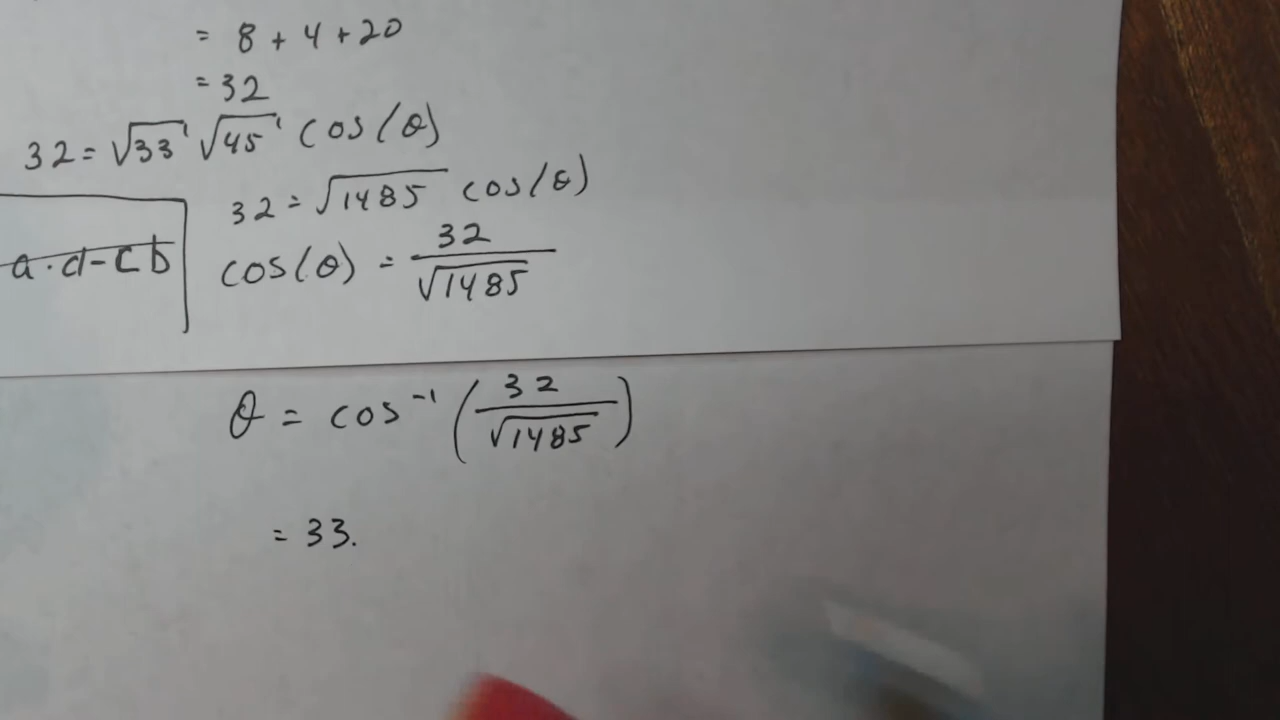 = 8 + 4 + 20
= 32
32 = √33 √45 cos(θ)
32 = √1485 cos(θ)
a · d - c b
cos(θ) = 32 / √1485
θ = cos⁻¹ (32 / √1485)
= 33.